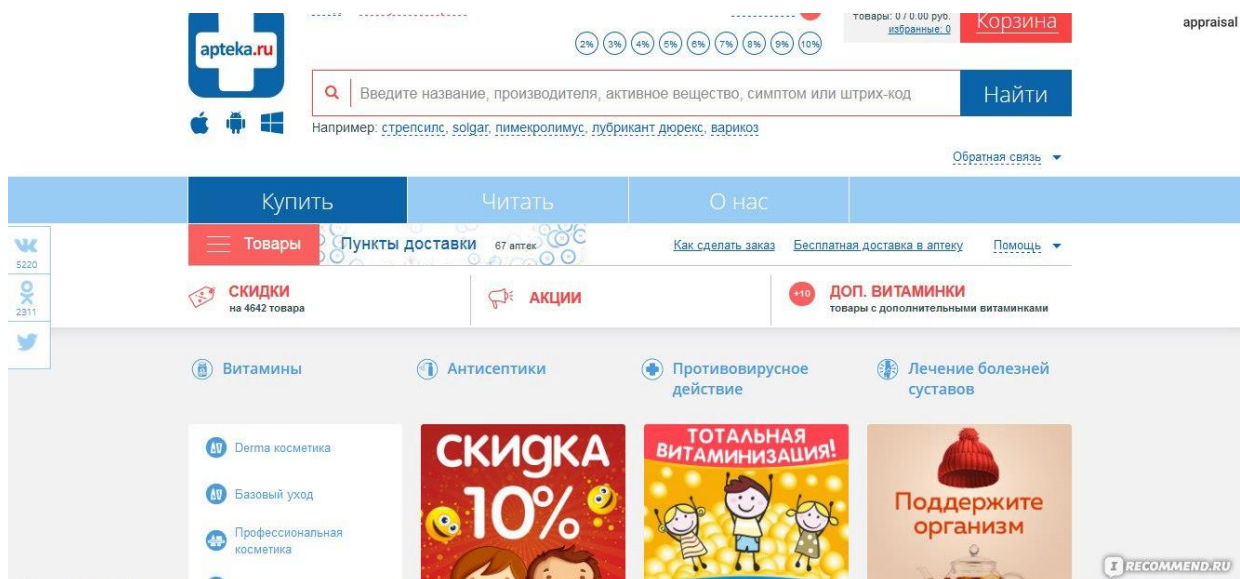 товары: 0 / 0.00 руб.
избранные: 0
Корзина
appraisal
apteka.ru
2% 3% 4% 5% 6% 7% 8% 9% 10%
Введите название, производителя, активное вещество, симптом или штрих-код
Найти
Например: стрепсилс, solgar, пимекролимус, лубрикант дюрекс, варикоз
Обратная связь
Купить
Читать
О нас
Товары
Пункты доставки 67 аптек
Как сделать заказ
Бесплатная доставка в аптеку
Помощь
5220
2311
СКИДКИ
на 4642 товара
АКЦИИ
+10
ДОП. ВИТАМИНКИ
товары с дополнительными витаминками
Витамины
Антисептики
Противовирусное
действие
Лечение болезней
суставов
Derma косметика
Базовый уход
Профессиональная
косметика
СКИДКА
10%
ТОТАЛЬНАЯ
ВИТАМИНИЗАЦИЯ!
Поддержите
организм
I RECOMMEND.RU